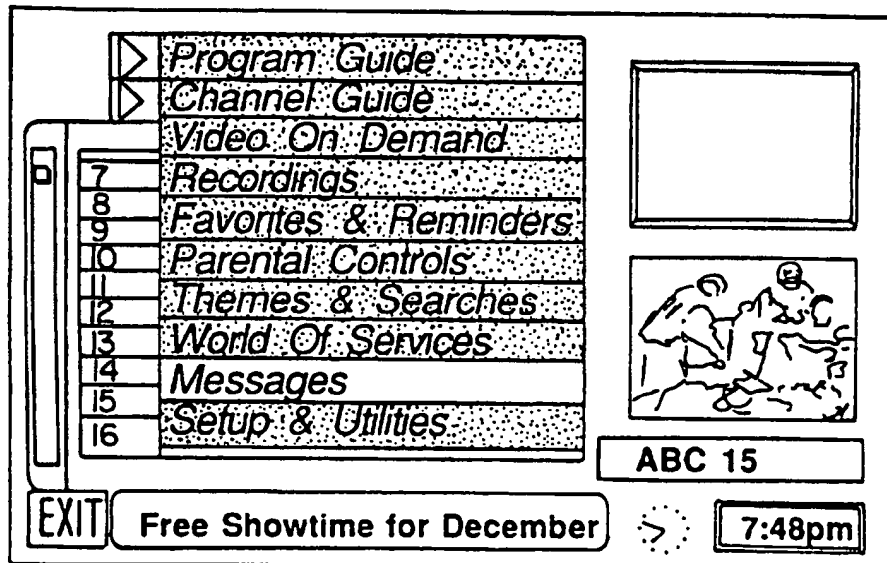 Program Guide
Channel Guide
Video On Demand
7 Recordings
8
9 Favorites & Reminders
10 Parental Controls
11
12 Themes & Searches
13 World Of Services
14 Messages
15
16 Setup & Utilities
ABC 15
EXIT Free Showtime for December 7:48pm